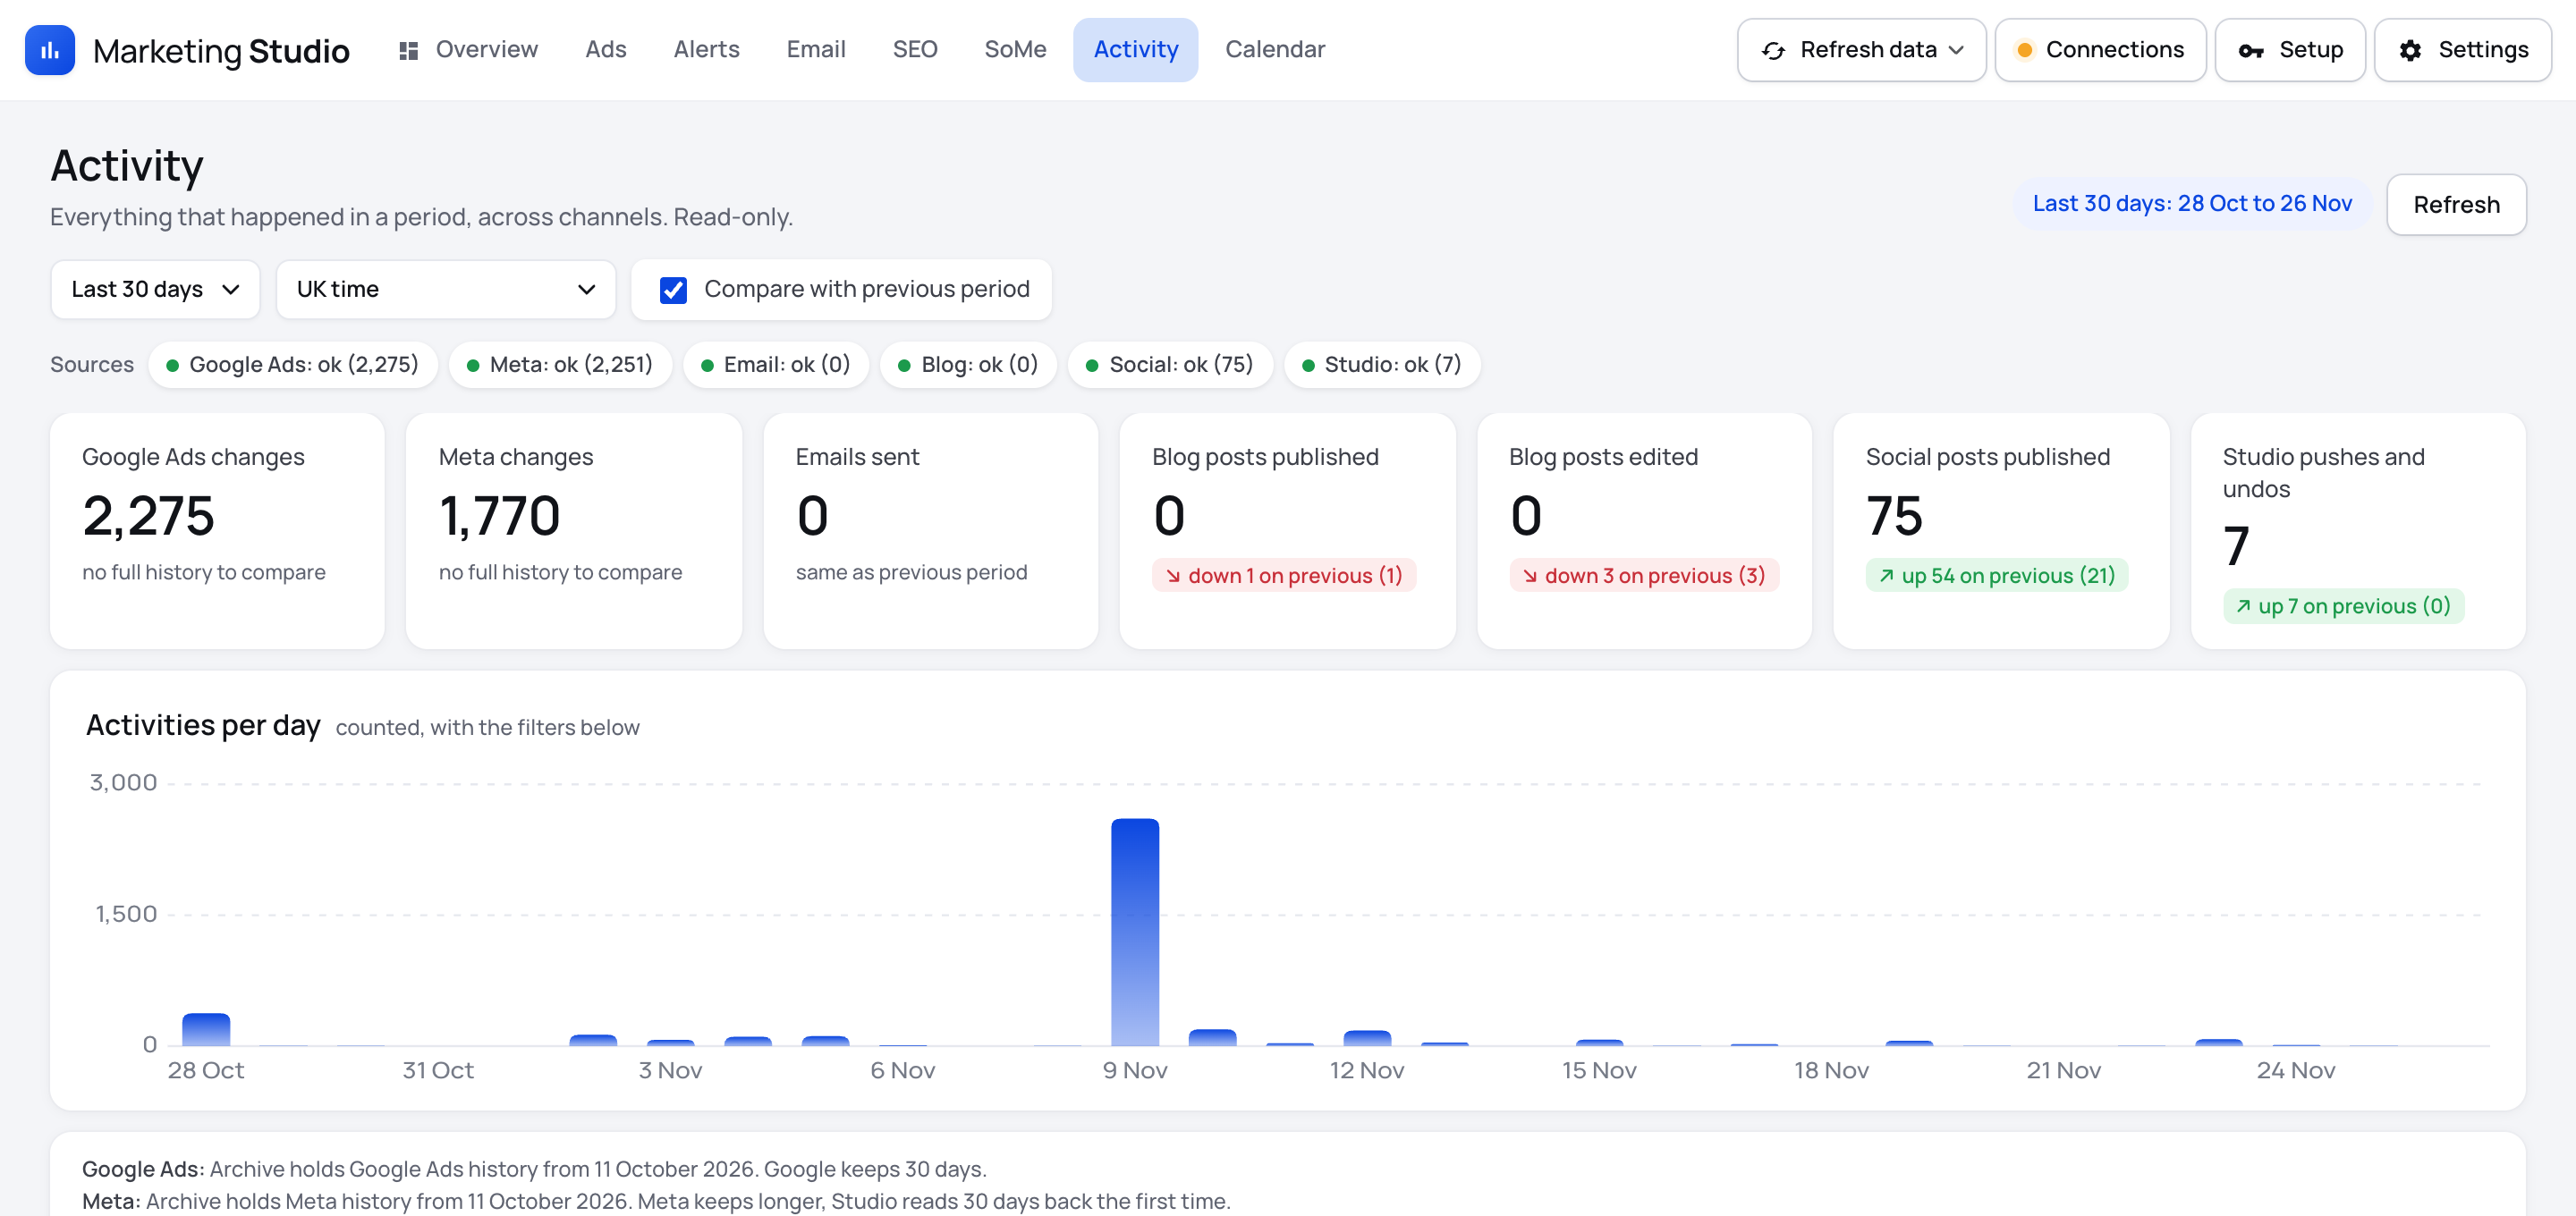 Marketing Studio Overview Ads Alerts Email SEO SoMe Activity Calendar Refresh data Connections Setup Settings
Activity
Everything that happened in a period, across channels. Read-only.
Last 30 days: 28 Oct to 26 Nov Refresh
Last 30 days UK time Compare with previous period
Sources Google Ads: ok (2,275) Meta: ok (2,251) Email: ok (0) Blog: ok (0) Social: ok (75) Studio: ok (7)
Google Ads changes
2,275
no full history to compare
Meta changes
1,770
no full history to compare
Emails sent
0
same as previous period
Blog posts published
0
down 1 on previous (1)
Blog posts edited
0
down 3 on previous (3)
Social posts published
75
up 54 on previous (21)
Studio pushes and
undos
7
up 7 on previous (0)
Activities per day counted, with the filters below
3,000
1,500
0
28 Oct 31 Oct 3 Nov 6 Nov 9 Nov 12 Nov 15 Nov 18 Nov 21 Nov 24 Nov
Google Ads: Archive holds Google Ads history from 11 October 2026. Google keeps 30 days.
Meta: Archive holds Meta history from 11 October 2026. Meta keeps longer, Studio reads 30 days back the first time.